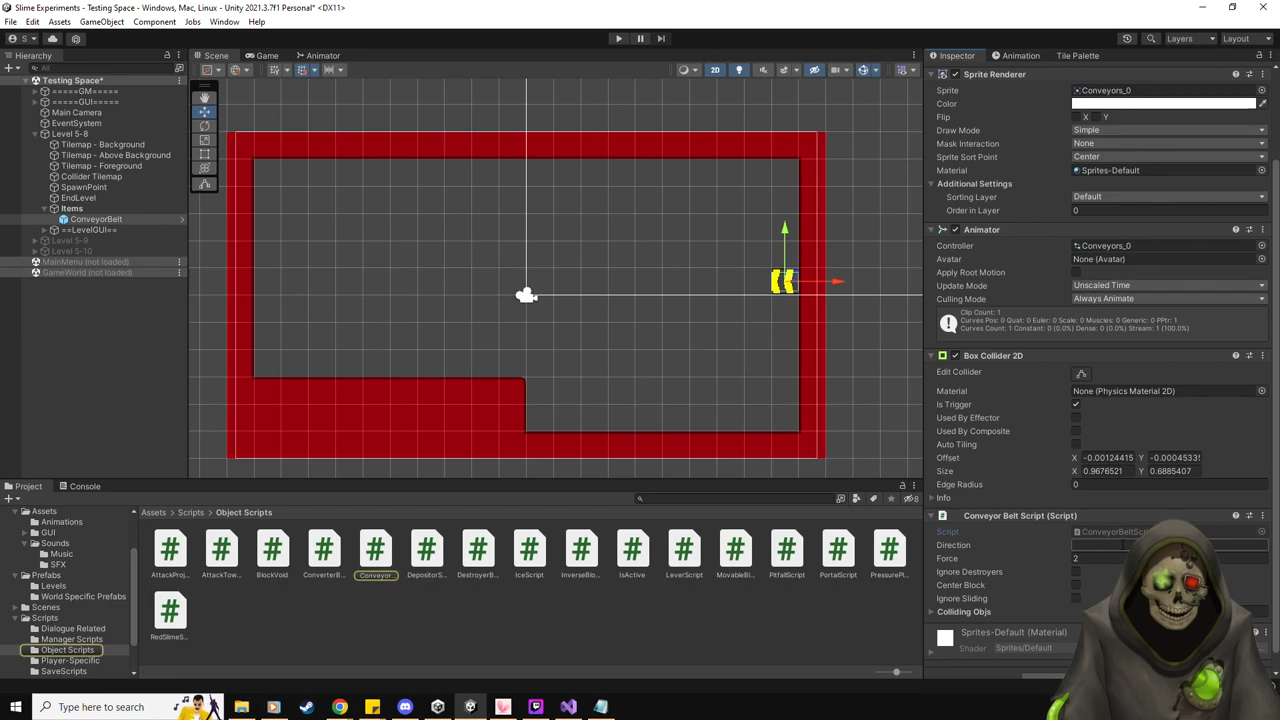 Slime Experiments - Testing Space - Windows, Mac, Linux - Unity 2021.3.7f1 Personal* <DX11>
File Edit Assets GameObject Component Jobs Window Help
S Layers Layout
Hierarchy Scene Game Animator Inspector Animation Tile Palette
All 2D
Testing Space*
=====GM=====
=====GUI=====
Main Camera
EventSystem
Level 5-8
Tilemap - Background
Tilemap - Above Background
Tilemap - Foreground
Collider Tilemap
SpawnPoint
EndLevel
Items
ConveyorBelt
==LevelGUI==
Level 5-9
Level 5-10
MainMenu (not loaded)
GameWorld (not loaded)
Sprite Renderer
Sprite Conveyors_0
Color
Flip X Y
Draw Mode Simple
Mask Interaction None
Sprite Sort Point Center
Material Sprites-Default
Additional Settings
Sorting Layer Default
Order in Layer 0
Animator
Controller Conveyors_0
Avatar None (Avatar)
Apply Root Motion
Update Mode Unscaled Time
Culling Mode Always Animate
Clip Count: 1
Curves Pos: 0 Quat: 0 Euler: 0 Scale: 0 Muscles: 0 Generic: 0 PPtr: 1
Curves Count: 1 Constant: 0 (0.0%) Dense: 0 (0.0%) Stream: 1 (100.0%)
Box Collider 2D
Edit Collider
Material None (Physics Material 2D)
Is Trigger
Used By Effector
Used By Composite
Auto Tiling
Offset X -0.00124415 Y -0.0004533
Size X 0.9676521 Y 0.6885407
Edge Radius 0
Info
Conveyor Belt Script (Script)
Script ConveyorBeltScri
Direction
Force 2
Ignore Destroyers
Center Block
Ignore Sliding
Colliding Objs
Sprites-Default (Material)
Shader Sprites/Default
Project Console
8
Assets
Animations
GUI
Sounds
Music
SFX
Prefabs
Levels
World Specific Prefabs
Scenes
Scripts
Dialogue Related
Manager Scripts
Object Scripts
Player-Specific
SaveScripts
Assets > Scripts > Object Scripts
AttackProj... AttackTow... BlockVoid ConverterB... Conveyor... DepositorS... DestroyerB... IceScript InverseBlo... IsActive LeverScript MovableBl... PitfallScript PortalScript PressurePl...
RedSlimeS...
Type here to search